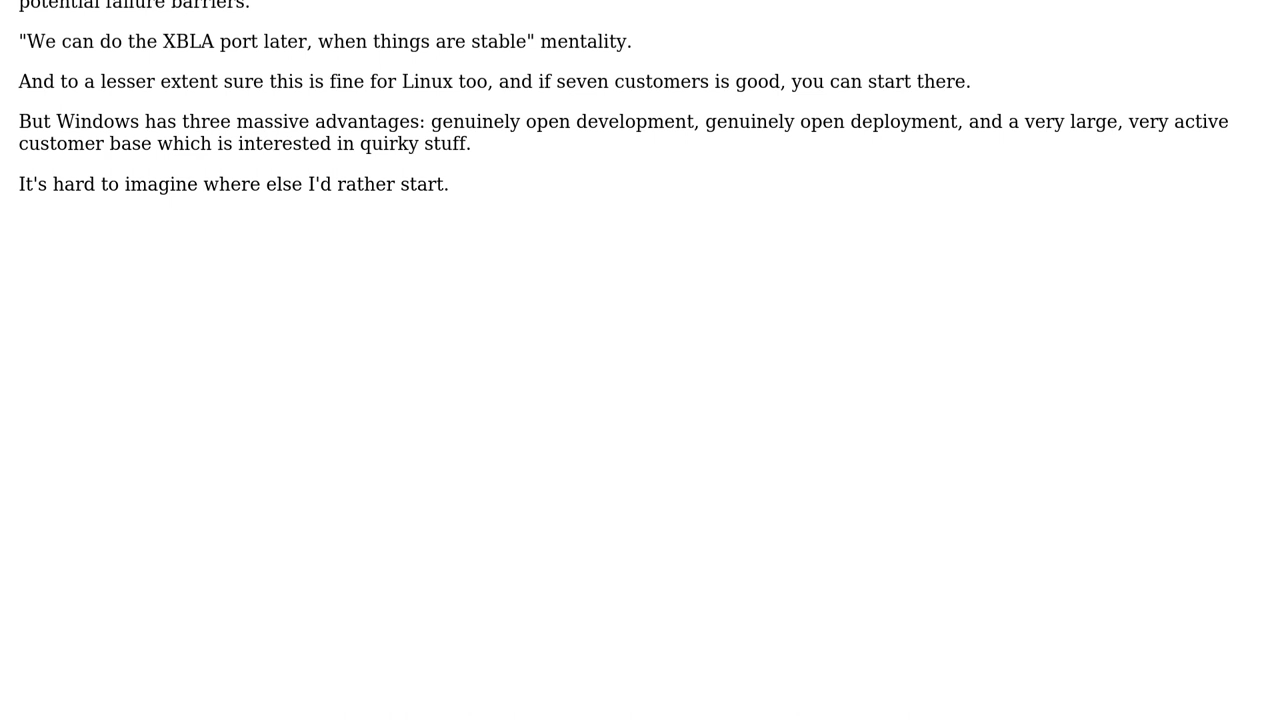 potential failure barriers.
"We can do the XBLA port later, when things are stable" mentality.
And to a lesser extent sure this is fine for Linux too, and if seven customers is good, you can start there.
But Windows has three massive advantages: genuinely open development, genuinely open deployment, and a very large, very active
customer base which is interested in quirky stuff.
It's hard to imagine where else I'd rather start.